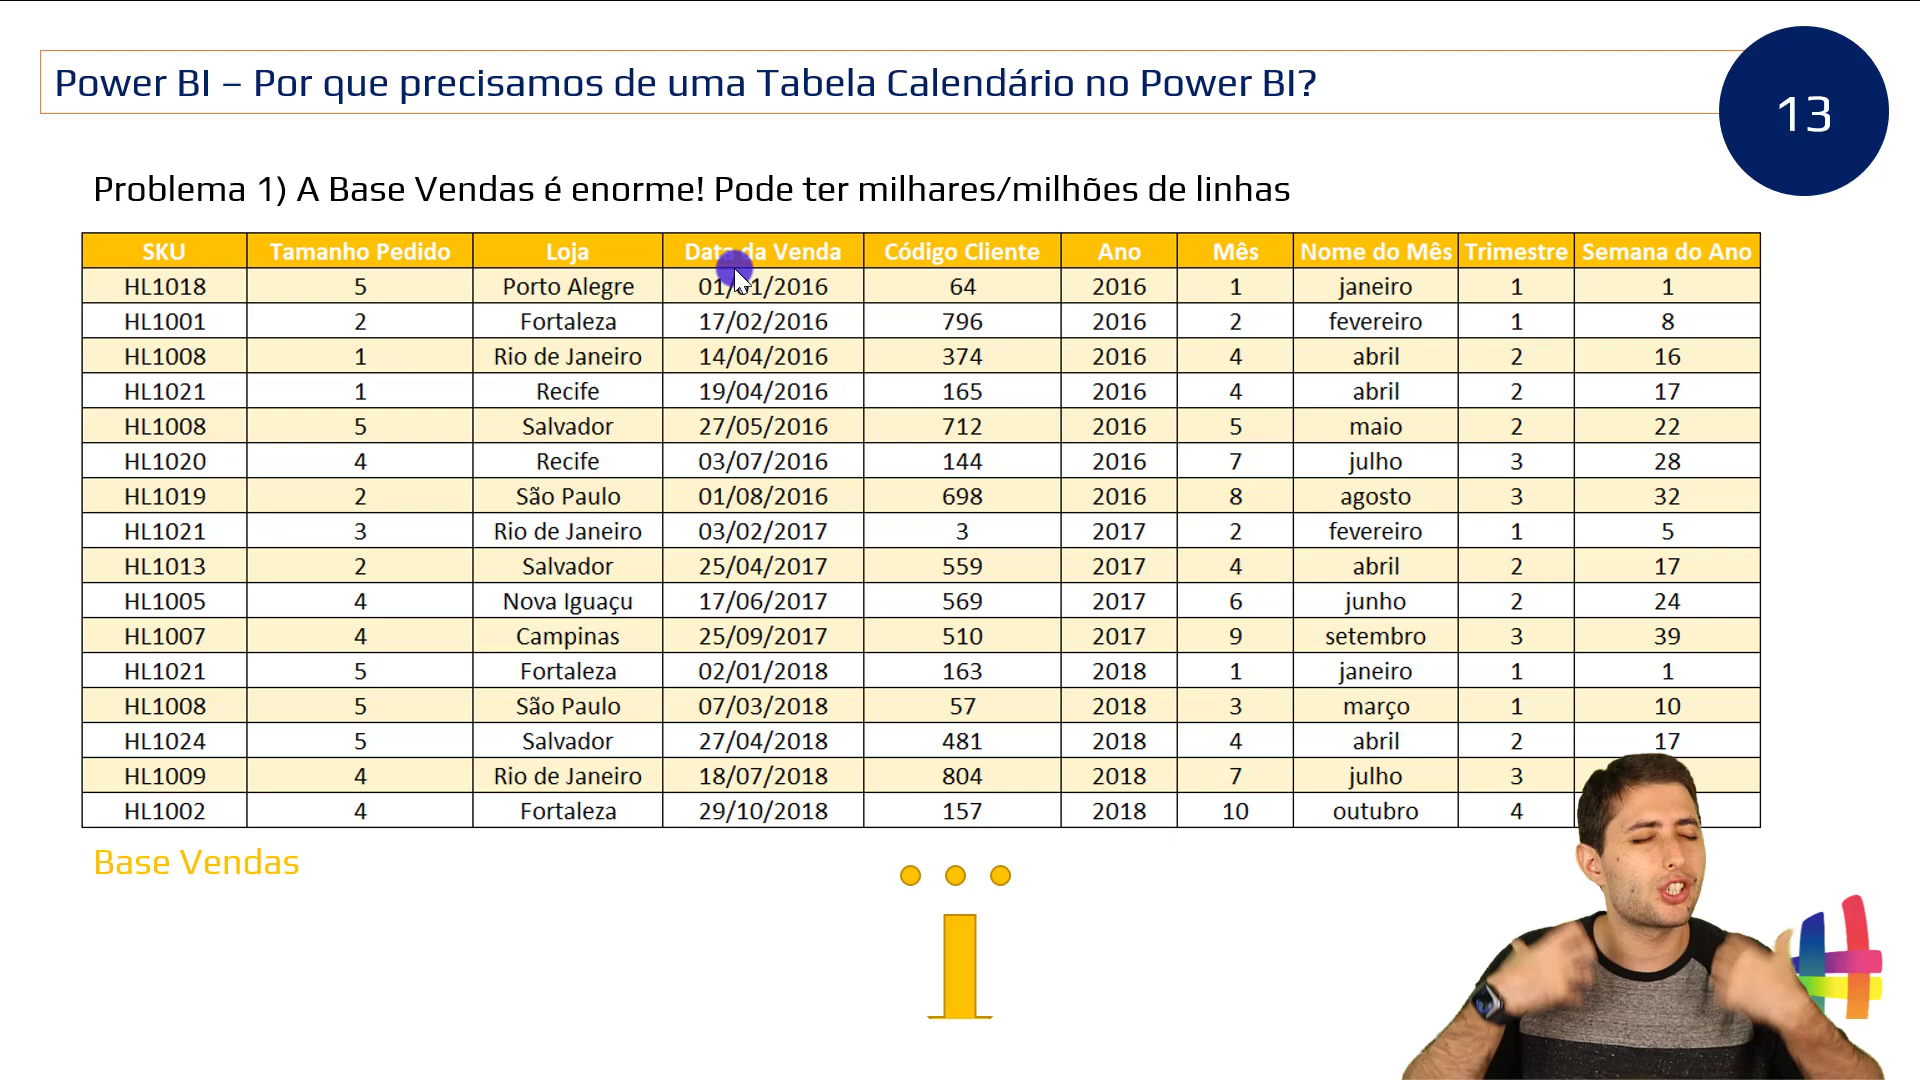 Power BI – Por que precisamos de uma Tabela Calendário no Power BI?
13
Problema 1) A Base Vendas é enorme! Pode ter milhares/milhões de linhas
SKU Tamanho Pedido Loja Data da Venda Código Cliente Ano Mês Nome do Mês Trimestre Semana do Ano
HL1018 5 Porto Alegre 01/01/2016 64 2016 1 janeiro 1 1
HL1001 2 Fortaleza 17/02/2016 796 2016 2 fevereiro 1 8
HL1008 1 Rio de Janeiro 14/04/2016 374 2016 4 abril 2 16
HL1021 1 Recife 19/04/2016 165 2016 4 abril 2 17
HL1008 5 Salvador 27/05/2016 712 2016 5 maio 2 22
HL1020 4 Recife 03/07/2016 144 2016 7 julho 3 28
HL1019 2 São Paulo 01/08/2016 698 2016 8 agosto 3 32
HL1021 3 Rio de Janeiro 03/02/2017 3 2017 2 fevereiro 1 5
HL1013 2 Salvador 25/04/2017 559 2017 4 abril 2 17
HL1005 4 Nova Iguaçu 17/06/2017 569 2017 6 junho 2 24
HL1007 4 Campinas 25/09/2017 510 2017 9 setembro 3 39
HL1021 5 Fortaleza 02/01/2018 163 2018 1 janeiro 1 1
HL1008 5 São Paulo 07/03/2018 57 2018 3 março 1 10
HL1024 5 Salvador 27/04/2018 481 2018 4 abril 2 17
HL1009 4 Rio de Janeiro 18/07/2018 804 2018 7 julho 3
HL1002 4 Fortaleza 29/10/2018 157 2018 10 outubro 4
Base Vendas